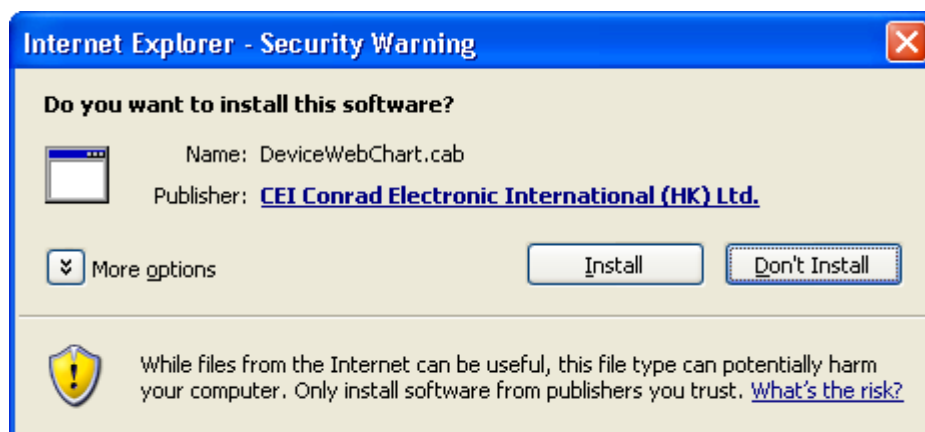 Internet Explorer - Security Warning
Do you want to install this software?
Name: DeviceWebChart.cab
Publisher: CEI Conrad Electronic International (HK) Ltd.
More options
Install
Don't Install
While files from the Internet can be useful, this file type can potentially harm
your computer. Only install software from publishers you trust. What's the risk?